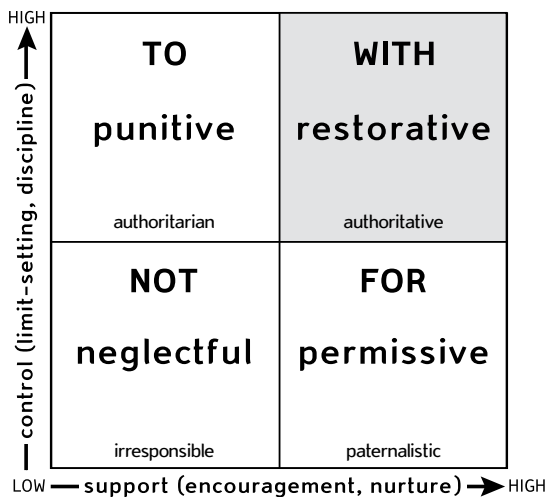 HIGH
TO
WITH
punitive
restorative
authoritarian
authoritative
control (limit-setting, discipline)
NOT
FOR
neglectful
permissive
irresponsible
paternalistic
LOW
support (encouragement, nurture)
HIGH